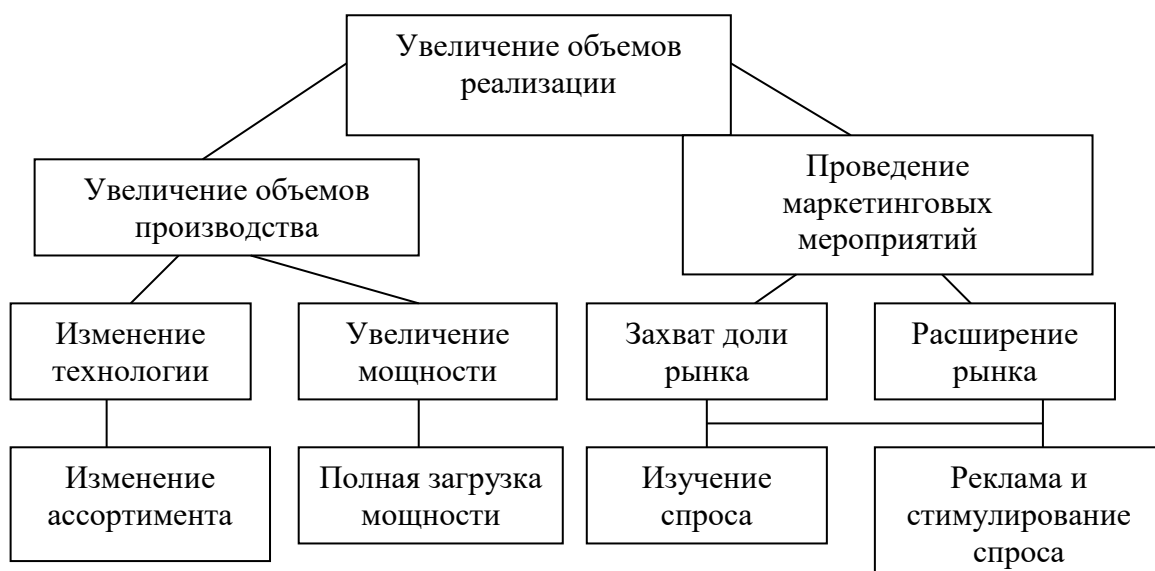 Увеличение объемов
реализации
Увеличение объемов
производства
Проведение
маркетинговых
мероприятий
Изменение
технологии
Увеличение
мощности
Захват доли
рынка
Расширение
рынка
Изменение
ассортимента
Полная загрузка
мощности
Изучение
спроса
Реклама и
стимулирование
спроса